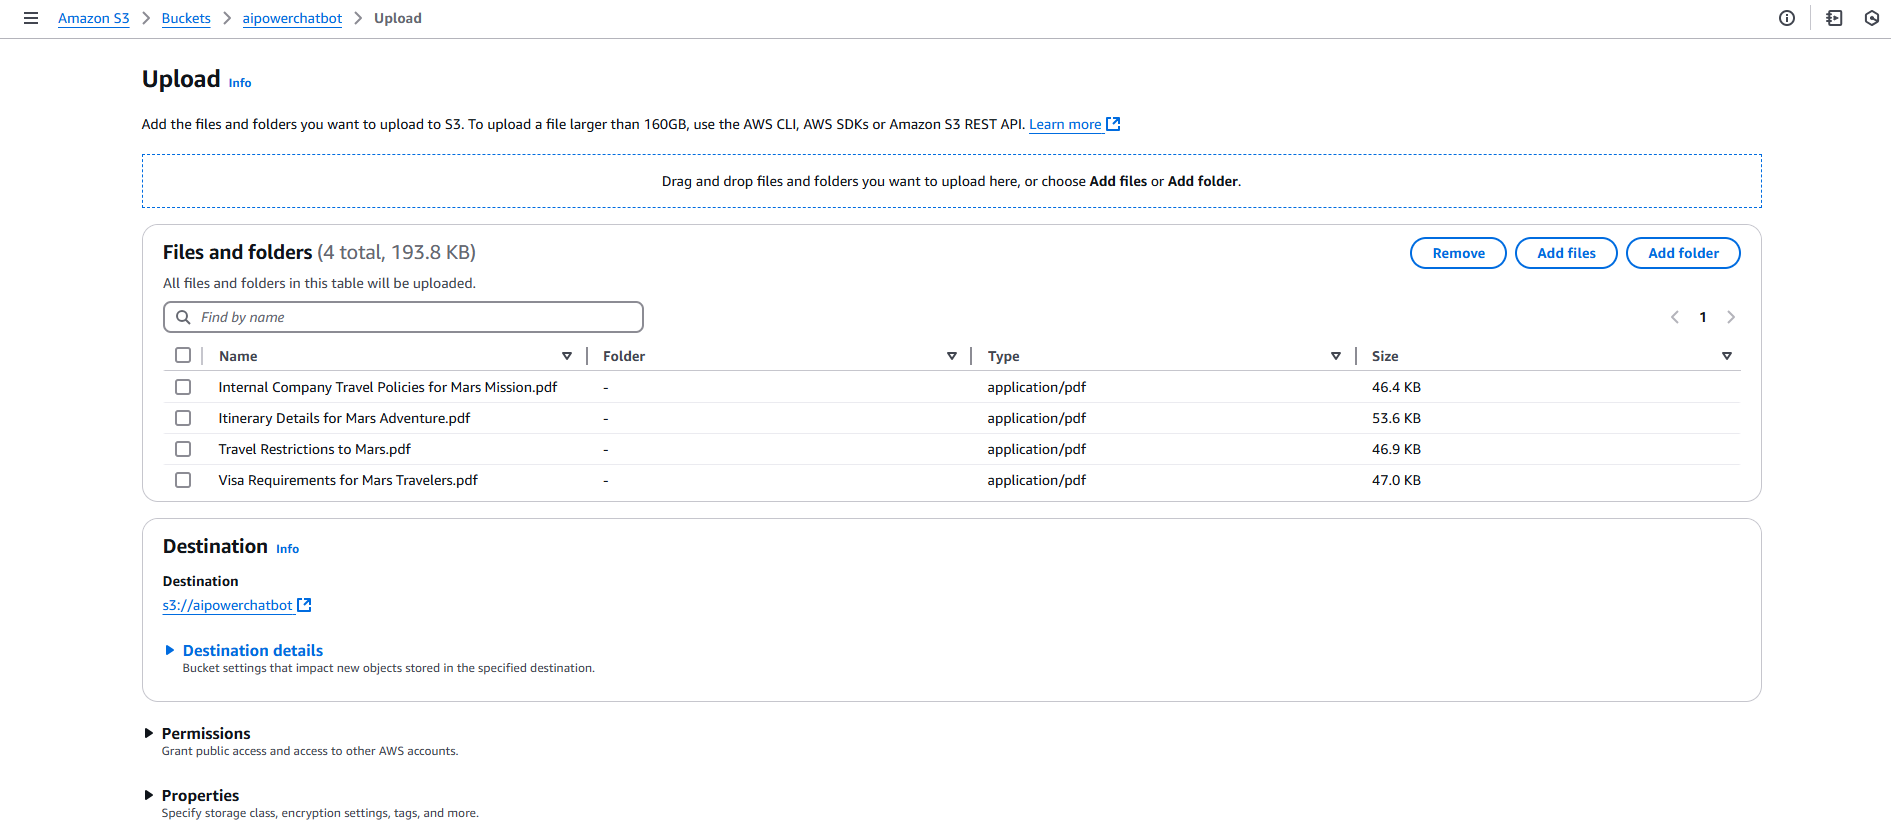 Amazon S3 > Buckets > aipowerchatbot > Upload
Upload Info
Add the files and folders you want to upload to S3. To upload a file larger than 160GB, use the AWS CLI, AWS SDKs or Amazon S3 REST API. Learn more
Drag and drop files and folders you want to upload here, or choose Add files or Add folder.
Files and folders (4 total, 193.8 KB) Remove Add files Add folder
All files and folders in this table will be uploaded.
Find by name 1
Name Folder Type Size
Internal Company Travel Policies for Mars Mission.pdf - application/pdf 46.4 KB
Itinerary Details for Mars Adventure.pdf - application/pdf 53.6 KB
Travel Restrictions to Mars.pdf - application/pdf 46.9 KB
Visa Requirements for Mars Travelers.pdf - application/pdf 47.0 KB
Destination Info
Destination
s3://aipowerchatbot
Destination details
Bucket settings that impact new objects stored in the specified destination.
Permissions
Grant public access and access to other AWS accounts.
Properties
Specify storage class, encryption settings, tags, and more.